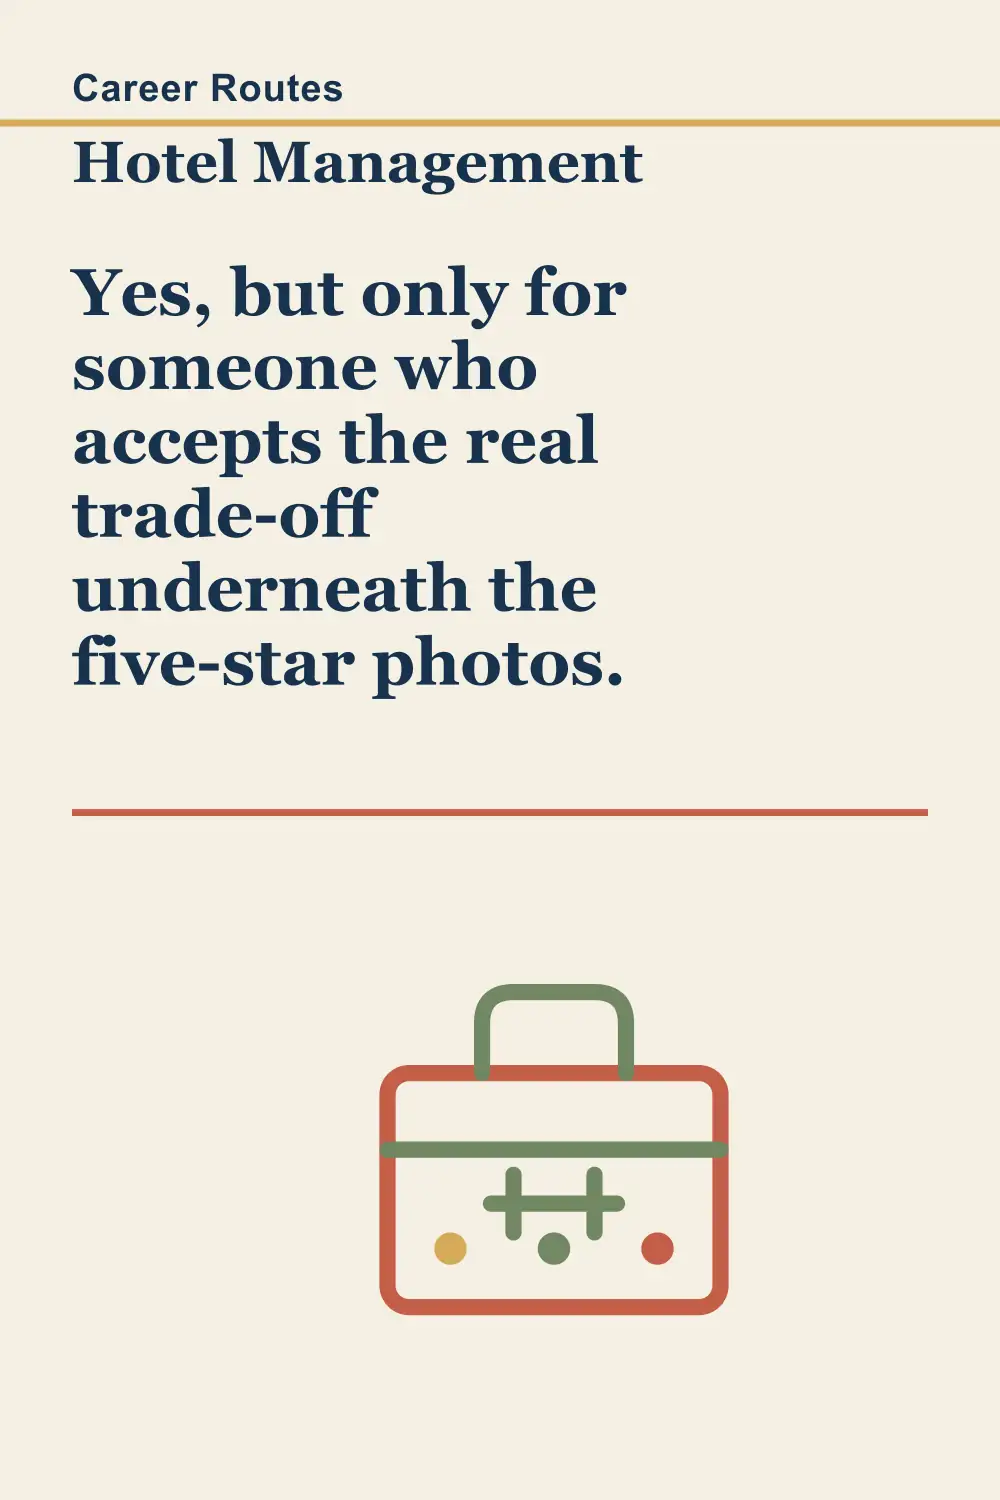 Career Routes
Hotel Management
Yes, but only for
someone who
accepts the real
trade-off
underneath the
five-star photos.